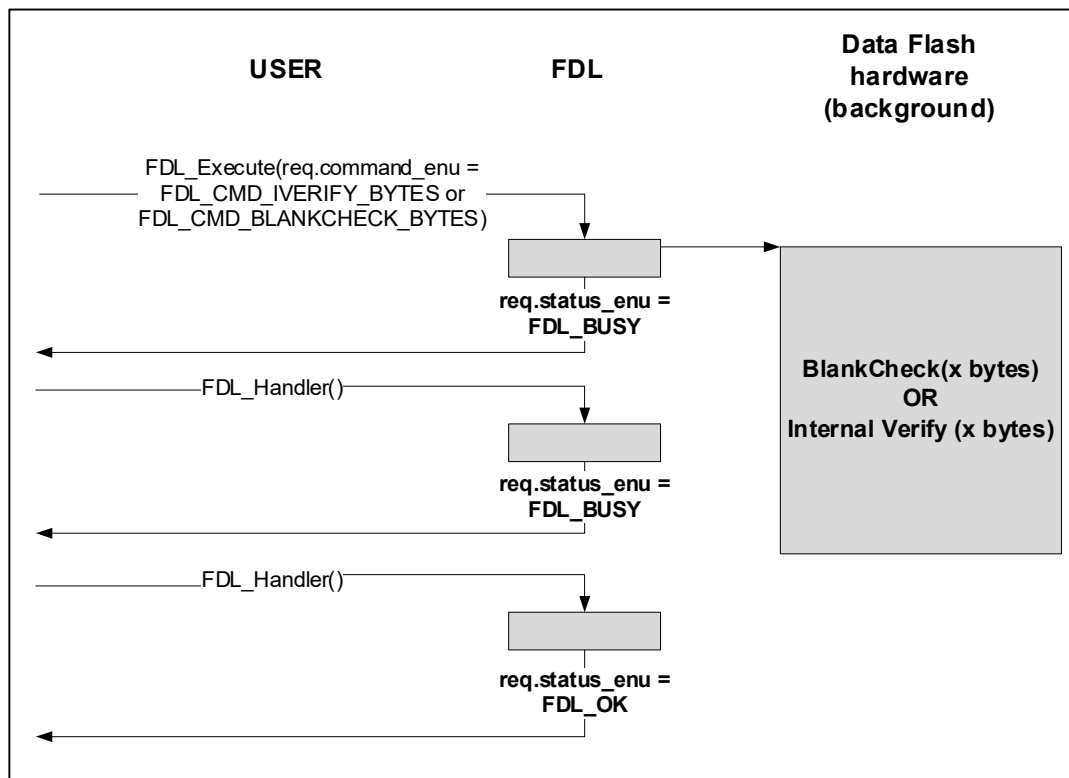 USER
FDL
Data Flash
hardware
(background)
FDL_Execute(req.command_enu =
FDL_CMD_IVERIFY_BYTES or
FDL_CMD_BLANKCHECK_BYTES)
req.status_enu =
FDL_BUSY
BlankCheck(x bytes)
OR
Internal Verify (x bytes)
FDL_Handler()
req.status_enu =
FDL_BUSY
FDL_Handler()
req.status_enu =
FDL_OK